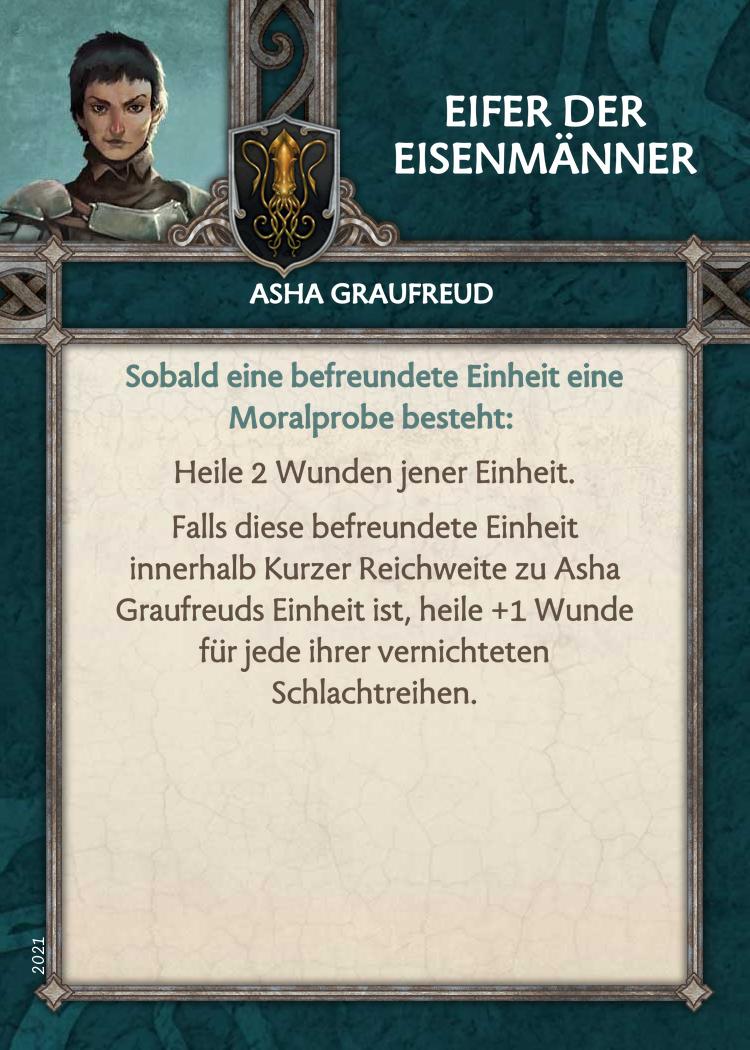 EIFER DER
EISENMÄNNER
ASHA GRAUFREUD
Sobald eine befreundete Einheit eine
Moralprobe besteht:
Heile 2 Wunden jener Einheit.
Falls diese befreundete Einheit
innerhalb Kurzer Reichweite zu Asha
Graufreuds Einheit ist, heile +1 Wunde
für jede ihrer vernichteten
Schlachtreihen.
2021